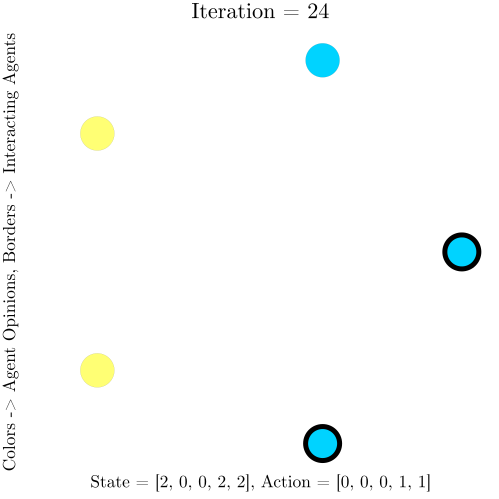 Iteration = 24
Colors -> Agent Opinions, Borders -> Interacting Agents
State = [2, 0, 0, 2, 2], Action = [0, 0, 0, 1, 1]